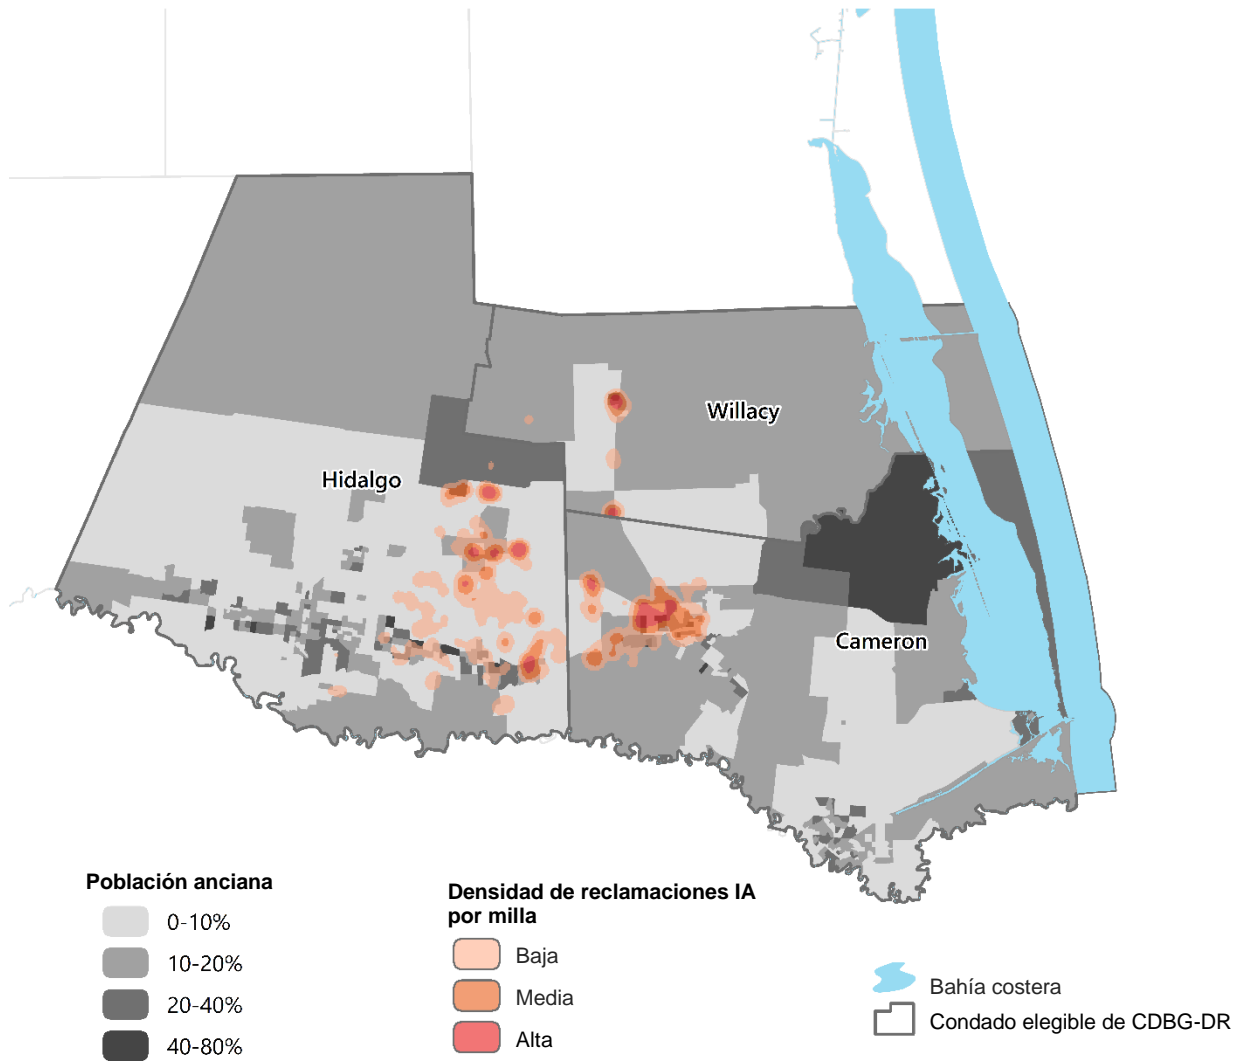 Willacy
Hidalgo
Cameron
Población anciana
0-10%
10-20%
20-40%
40-80%
Densidad de reclamaciones IA
por milla
Baja
Media
Alta
Bahía costera
Condado elegible de CDBG-DR